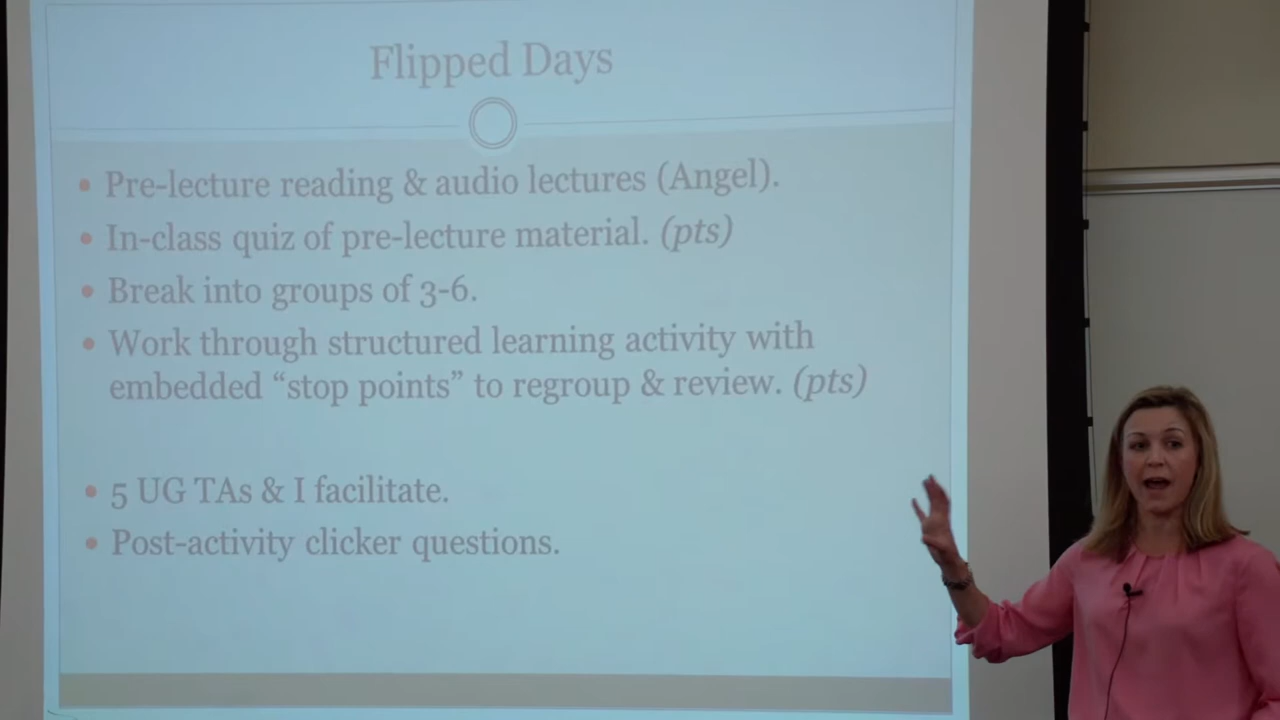 Flipped Days
• Pre-lecture reading & audio lectures (Angel).
• In-class quiz of pre-lecture material. (pts)
• Break into groups of 3-6.
• Work through structured learning activity with
embedded “stop points” to regroup & review. (pts)
• 5 UG TAs & I facilitate.
• Post-activity clicker questions.